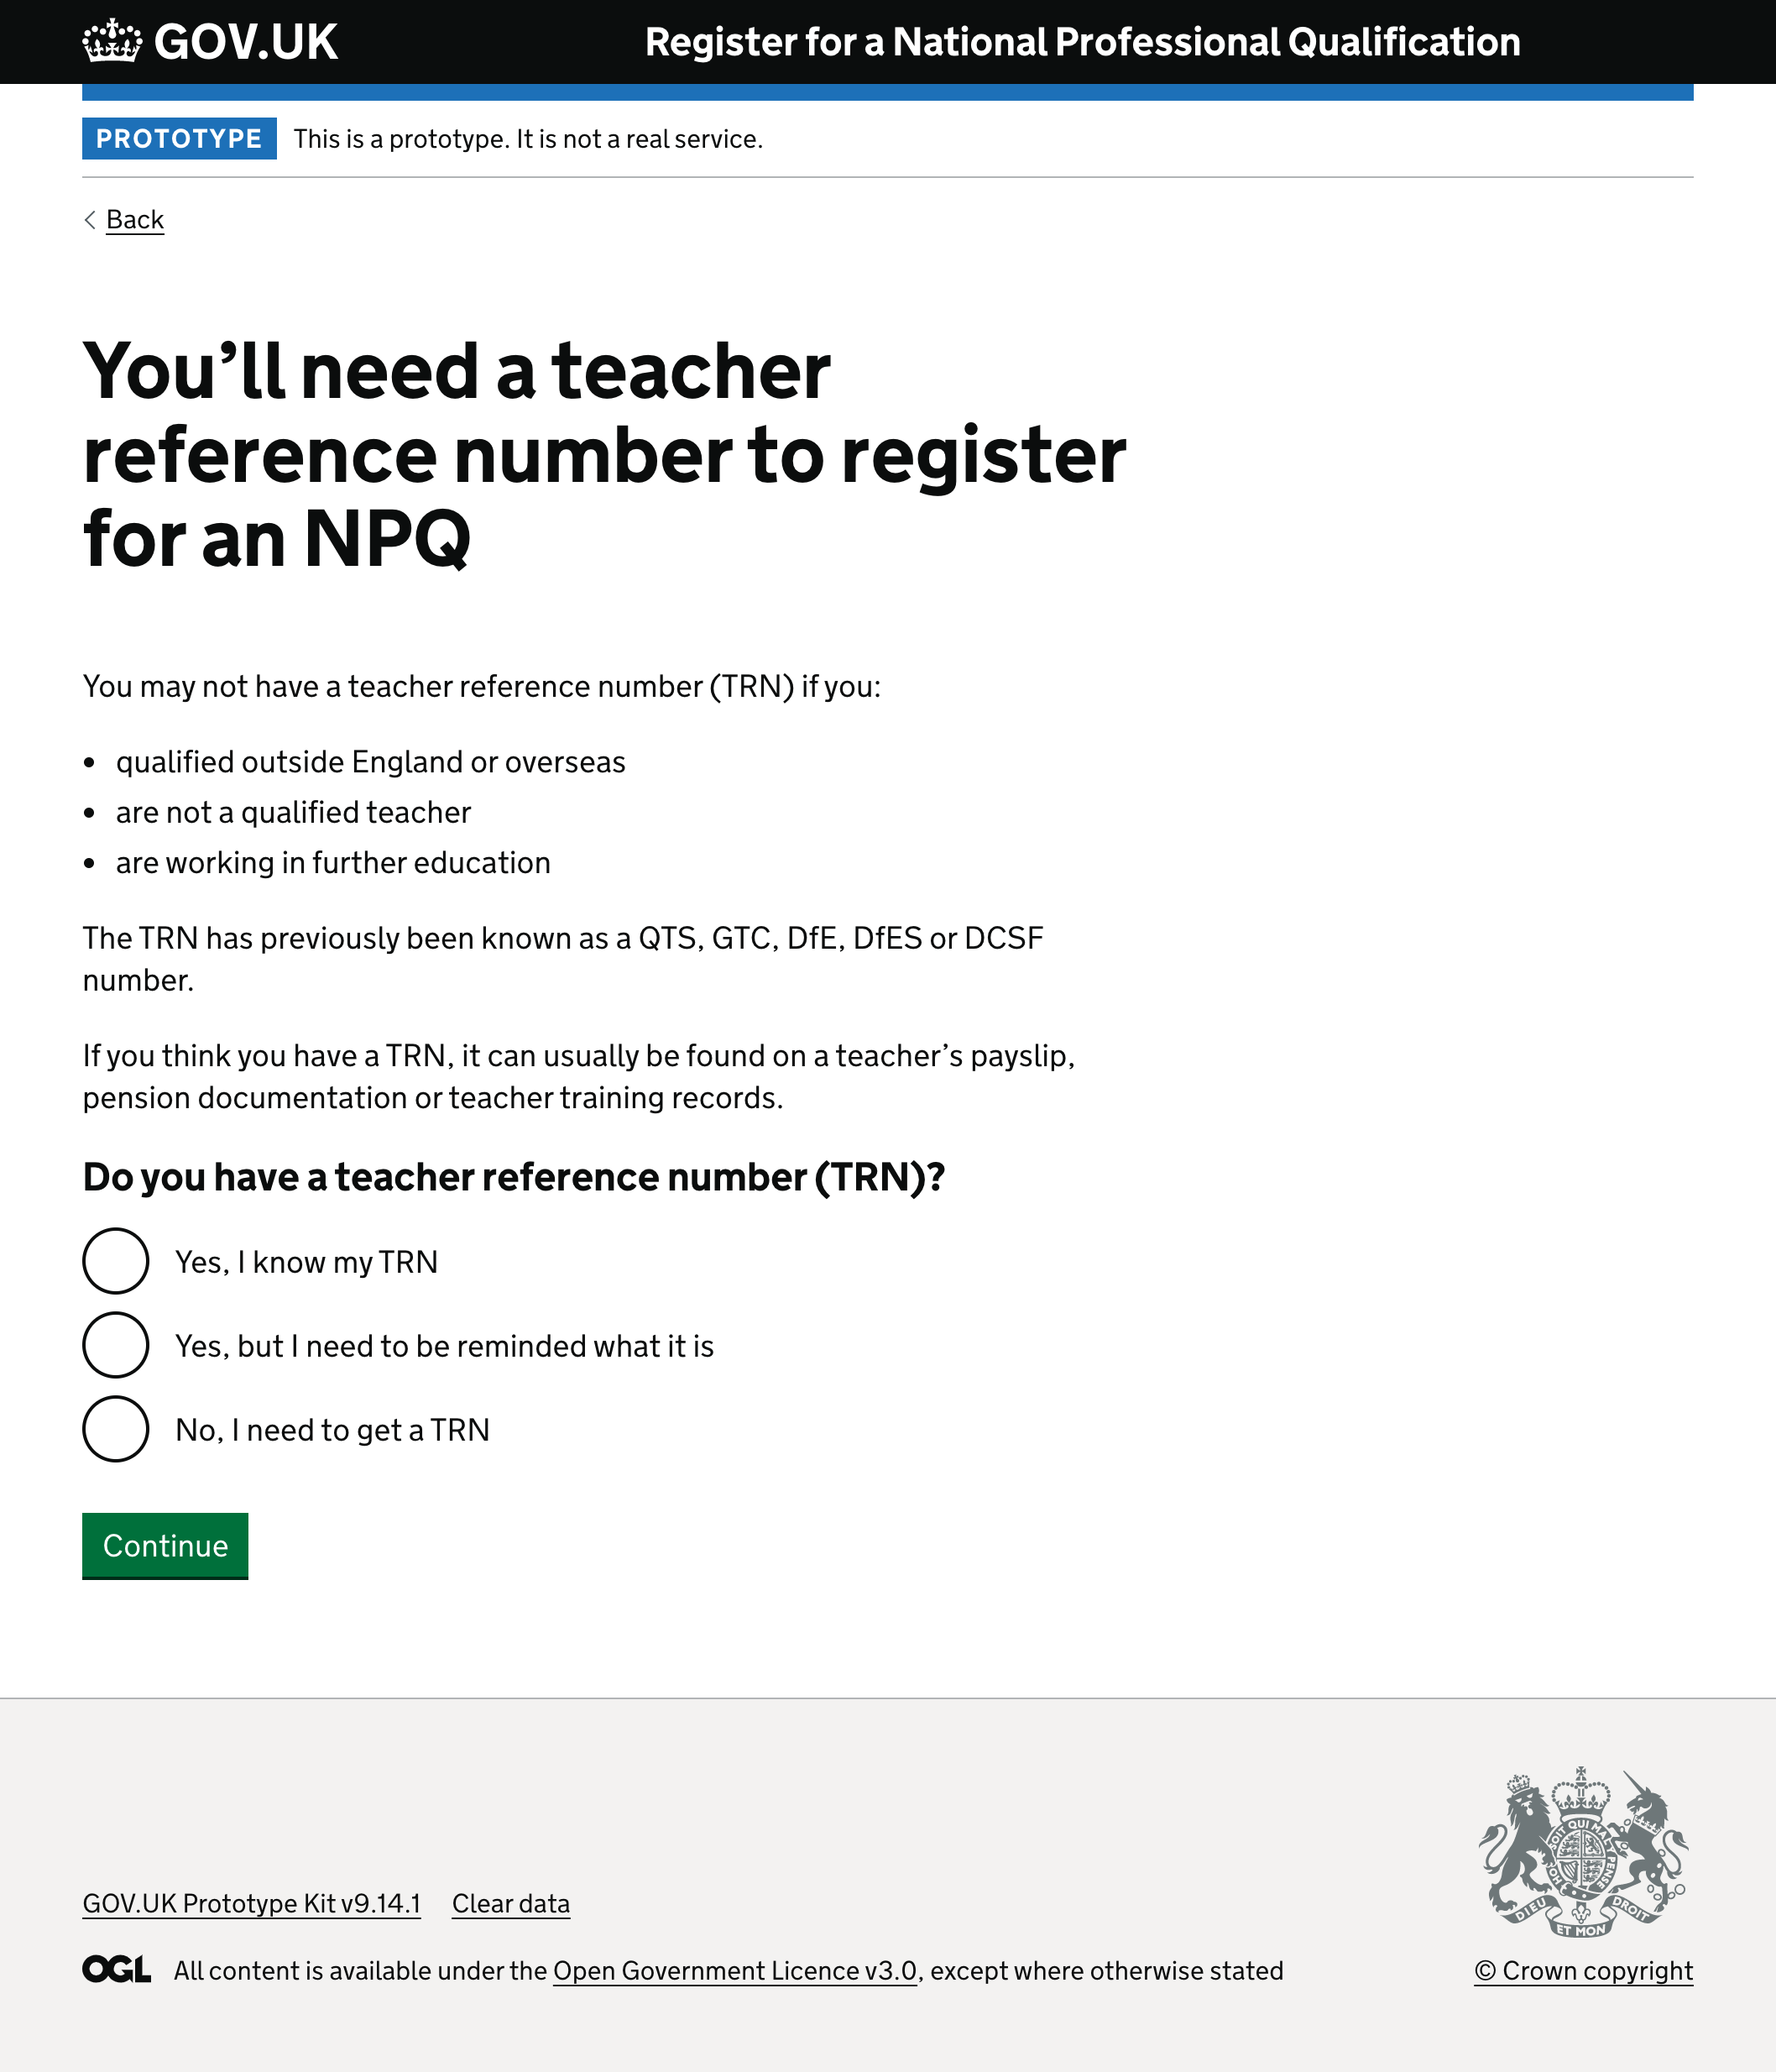 GOV.UK
Register for a National Professional Qualification
PROTOTYPE
This is a prototype. It is not a real service.
Back
You’ll need a teacher
reference number to register
for an NPQ
You may not have a teacher reference number (TRN) if you:
• qualified outside England or overseas
• are not a qualified teacher
• are working in further education
The TRN has previously been known as a QTS, GTC, DfE, DfES or DCSF
number.
If you think you have a TRN, it can usually be found on a teacher’s payslip,
pension documentation or teacher training records.
Do you have a teacher reference number (TRN)?
Yes, I know my TRN
Yes, but I need to be reminded what it is
No, I need to get a TRN
Continue
GOV.UK Prototype Kit v9.14.1
Clear data
OGL
All content is available under the Open Government Licence v3.0, except where otherwise stated
SOIT QUI MAL Y PENSE
HON
DIEU
ET MON
DROIT
© Crown copyright